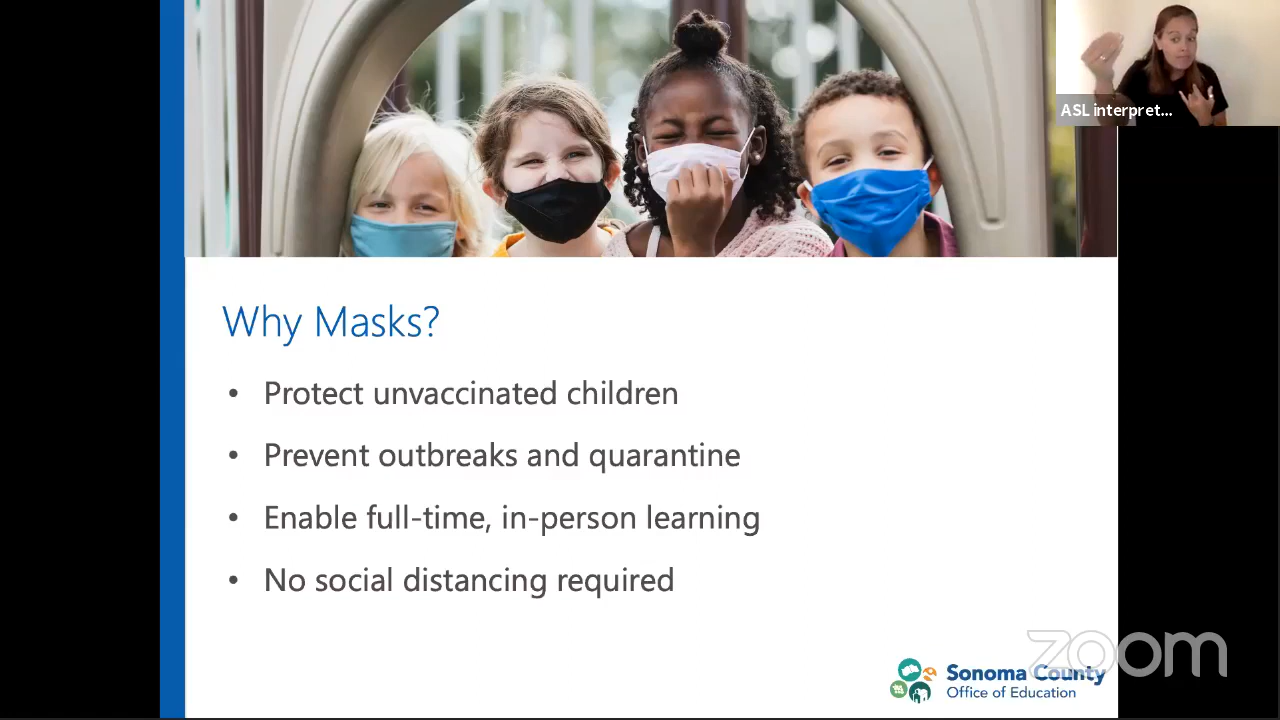 ASL interpret...
Why Masks?
• Protect unvaccinated children
• Prevent outbreaks and quarantine
• Enable full-time, in-person learning
• No social distancing required
zoom
Sonoma County
Office of Education